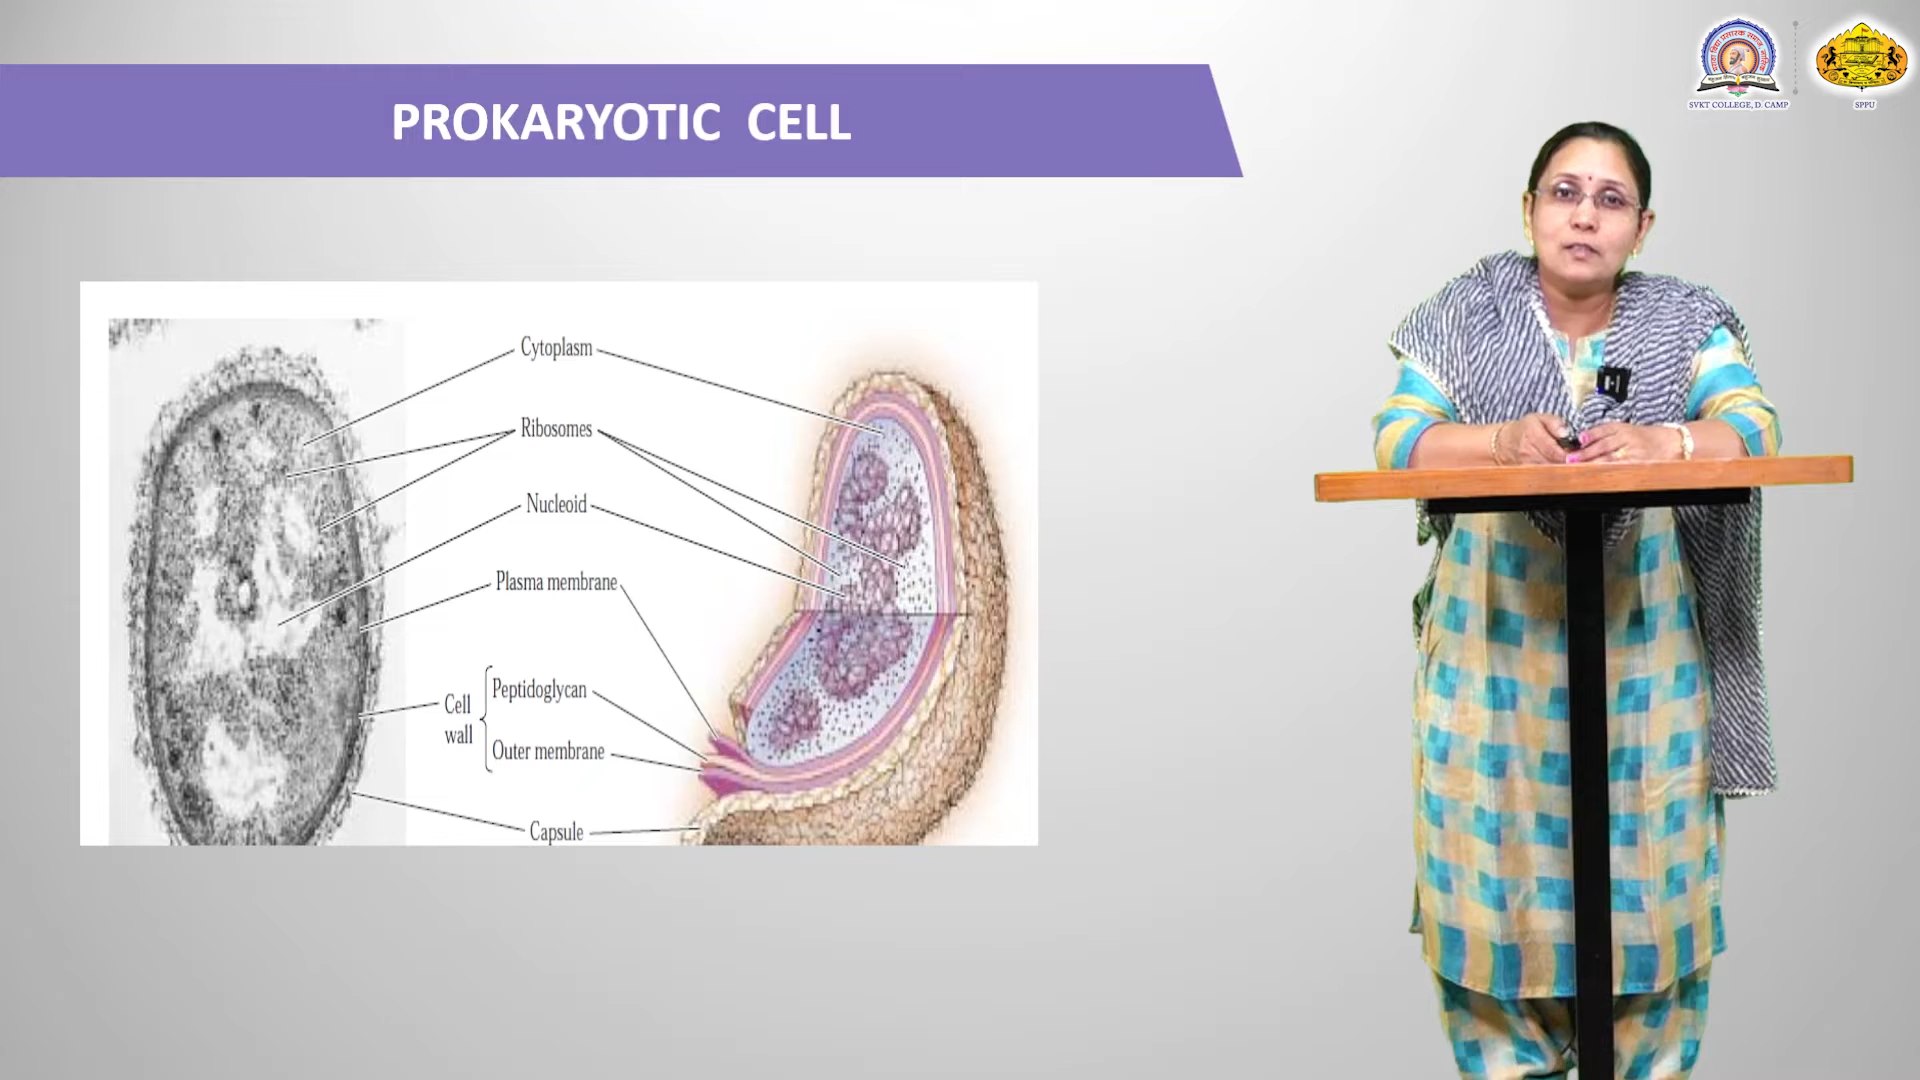 PROKARYOTIC CELL
SVKT COLLEGE, D. CAMP
SPPU
Cytoplasm
Ribosomes
Nucleoid
Plasma membrane
Cell
wall
Peptidoglycan
Outer membrane
Capsule